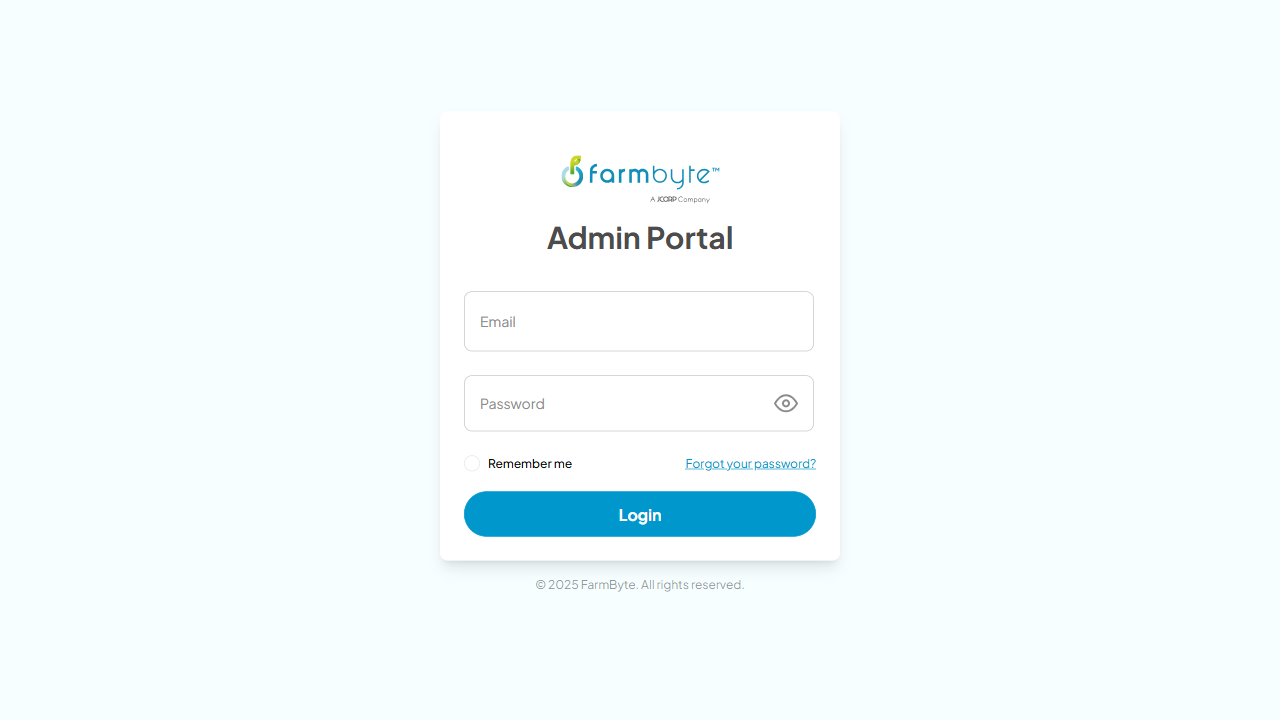 farmbyte™
A JCORP Company
Admin Portal
Email
Password
Remember me
Forgot your password?
Login
© 2025 FarmByte. All rights reserved.